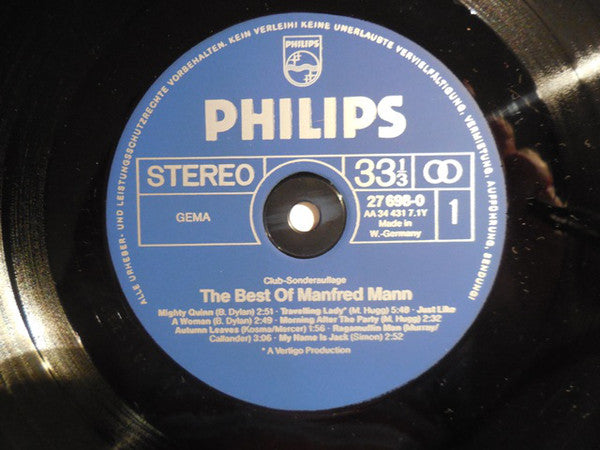 ALLE URHEBER- UND LEISTUNGSSCHUTZRECHTE VORBEHALTEN. KEIN VERLEIH! KEINE UNERLAUBTE VERVIELFÄLTIGUNG, VERMIETUNG, AUFFÜHRUNG, SENDUNG!
PHILIPS
PHILIPS
STEREO
33 1/3
GEMA
27 698-0
AA 34 431 7.1Y
Made in
W.-Germany
1
Club-Sonderauflage
The Best Of Manfred Mann
Mighty Quinn (B. Dylan) 2:51 · Travelling Lady* (M. Hugg) 5:48 · Just Like
A Woman (B. Dylan) 2:49 · Morning After The Party (M. Hugg) 2:32
Autumn Leaves (Kosma/Mercer) 1:56 · Ragamuffin Man (Murray/
Callander) 3:06 · My Name Is Jack (Simon) 2:52
* A Vertigo Production